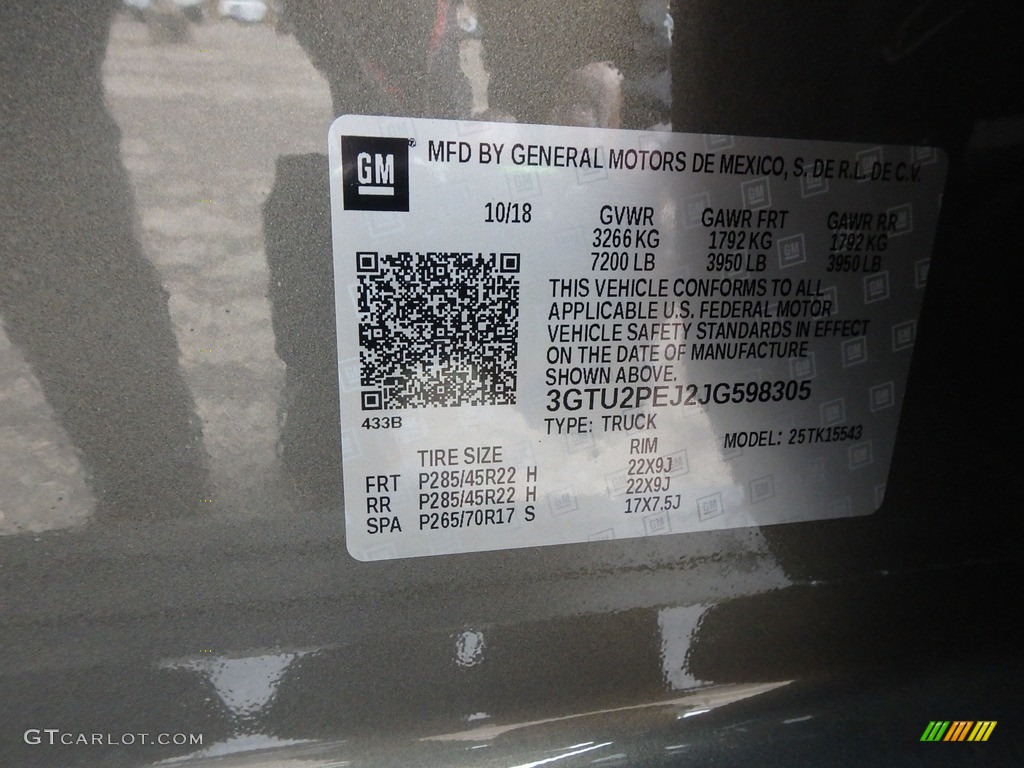 GM
MFD BY GENERAL MOTORS DE MEXICO, S. DE R.L. DE C.V.
10/18 GVWR GAWR FRT GAWR RR
3266 KG 1792 KG 1792 KG
7200 LB 3950 LB 3950 LB
THIS VEHICLE CONFORMS TO ALL
APPLICABLE U.S. FEDERAL MOTOR
VEHICLE SAFETY STANDARDS IN EFFECT
ON THE DATE OF MANUFACTURE
SHOWN ABOVE.
3GTU2PEJ2JG598305
433B
TYPE: TRUCK MODEL: 25TK15543
TIRE SIZE RIM
FRT P285/45R22 H 22X9J
RR P285/45R22 H 22X9J
SPA P265/70R17 S 17X7.5J
GTCARLOT.COM